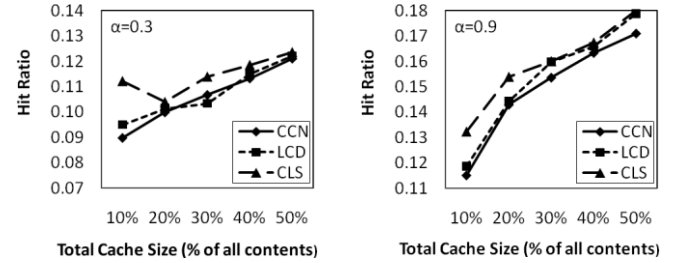 0.14
0.13
0.12
0.11
0.10
0.09
0.08
0.07
Hit Ratio
α=0.3
CCN
LCD
CLS
10% 20% 30% 40% 50%
Total Cache Size (% of all contents)
0.18
0.17
0.16
0.15
0.14
0.13
0.12
0.11
Hit Ratio
α=0.9
CCN
LCD
CLS
10% 20% 30% 40% 50%
Total Cache Size (% of all contents)